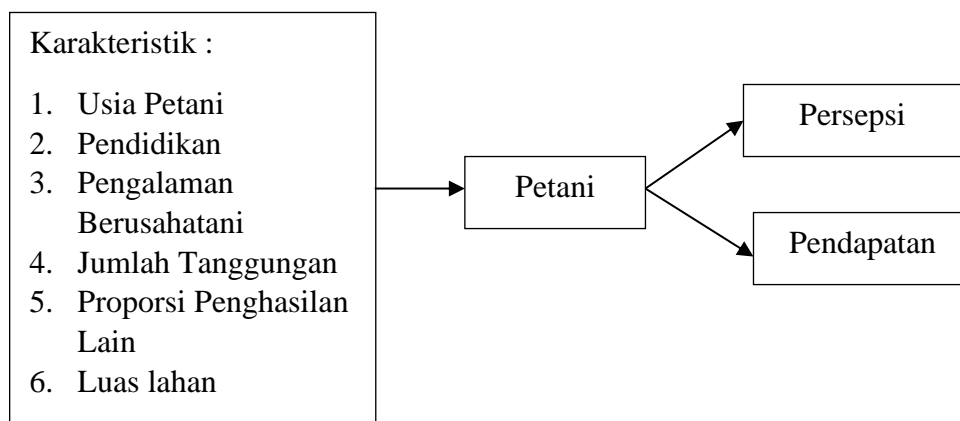 Karakteristik :
1. Usia Petani
2. Pendidikan
3. Pengalaman
Berusahatani
4. Jumlah Tanggungan
5. Proporsi Penghasilan
Lain
6. Luas lahan
Petani
Persepsi
Pendapatan